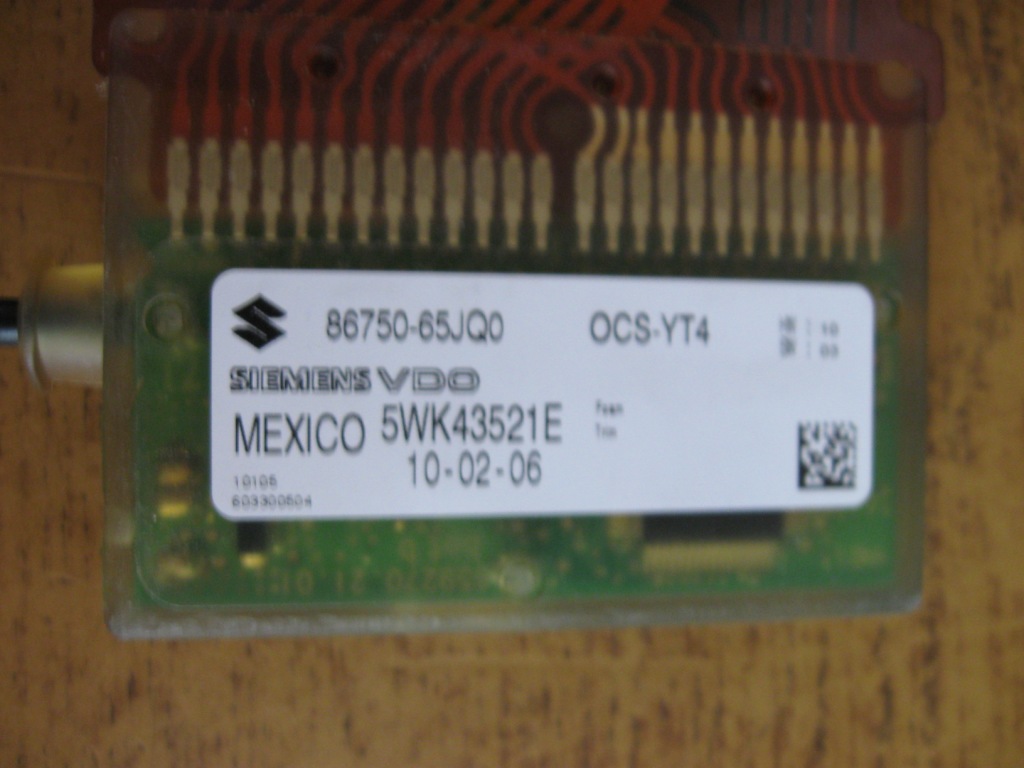 86750-65JQ0 OCS-YT4
SIEMENS VDO
MEXICO 5WK43521E
10-02-06
10105
603300504